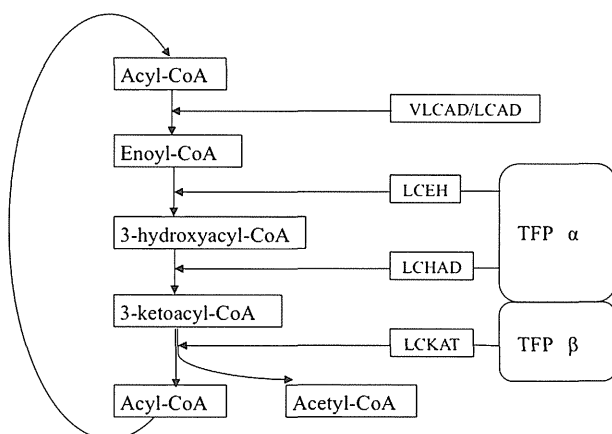 Acyl-CoA
VLCAD/LCAD
Enoyl-CoA
LCEH
3-hydroxyacyl-CoA
TFP α
LCHAD
3-ketoacyl-CoA
LCKAT
TFP β
Acyl-CoA
Acetyl-CoA